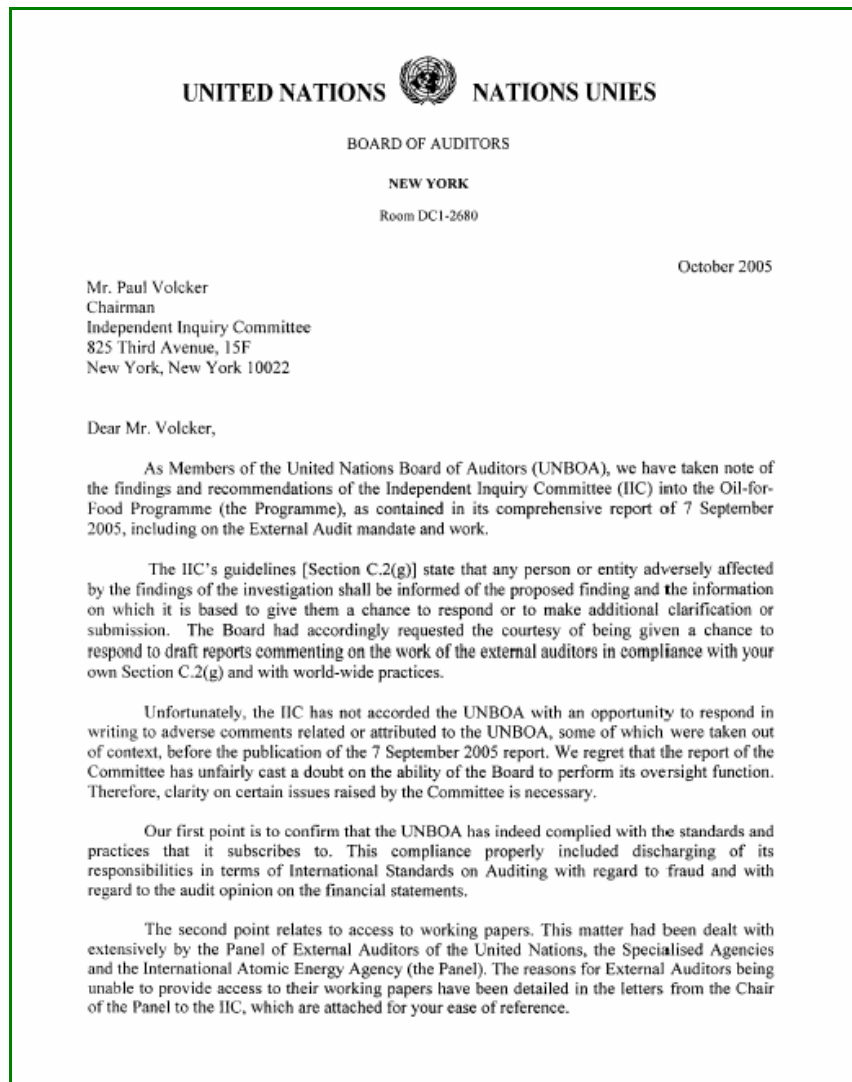 UNITED NATIONS NATIONS UNIES
BOARD OF AUDITORS
NEW YORK
Room DC1-2680
October 2005
Mr. Paul Volcker
Chairman
Independent Inquiry Committee
825 Third Avenue, 15F
New York, New York 10022
Dear Mr. Volcker,
As Members of the United Nations Board of Auditors (UNBOA), we have taken note of
the findings and recommendations of the Independent Inquiry Committee (IIC) into the Oil-for-
Food Programme (the Programme), as contained in its comprehensive report of 7 September
2005, including on the External Audit mandate and work.
The IIC's guidelines [Section C.2(g)] state that any person or entity adversely affected
by the findings of the investigation shall be informed of the proposed finding and the information
on which it is based to give them a chance to respond or to make additional clarification or
submission. The Board had accordingly requested the courtesy of being given a chance to
respond to draft reports commenting on the work of the external auditors in compliance with your
own Section C.2(g) and with world-wide practices.
Unfortunately, the IIC has not accorded the UNBOA with an opportunity to respond in
writing to adverse comments related or attributed to the UNBOA, some of which were taken out
of context, before the publication of the 7 September 2005 report. We regret that the report of the
Committee has unfairly cast a doubt on the ability of the Board to perform its oversight function.
Therefore, clarity on certain issues raised by the Committee is necessary.
Our first point is to confirm that the UNBOA has indeed complied with the standards and
practices that it subscribes to. This compliance properly included discharging of its
responsibilities in terms of International Standards on Auditing with regard to fraud and with
regard to the audit opinion on the financial statements.
The second point relates to access to working papers. This matter had been dealt with
extensively by the Panel of External Auditors of the United Nations, the Specialised Agencies
and the International Atomic Energy Agency (the Panel). The reasons for External Auditors being
unable to provide access to their working papers have been detailed in the letters from the Chair
of the Panel to the IIC, which are attached for your ease of reference.